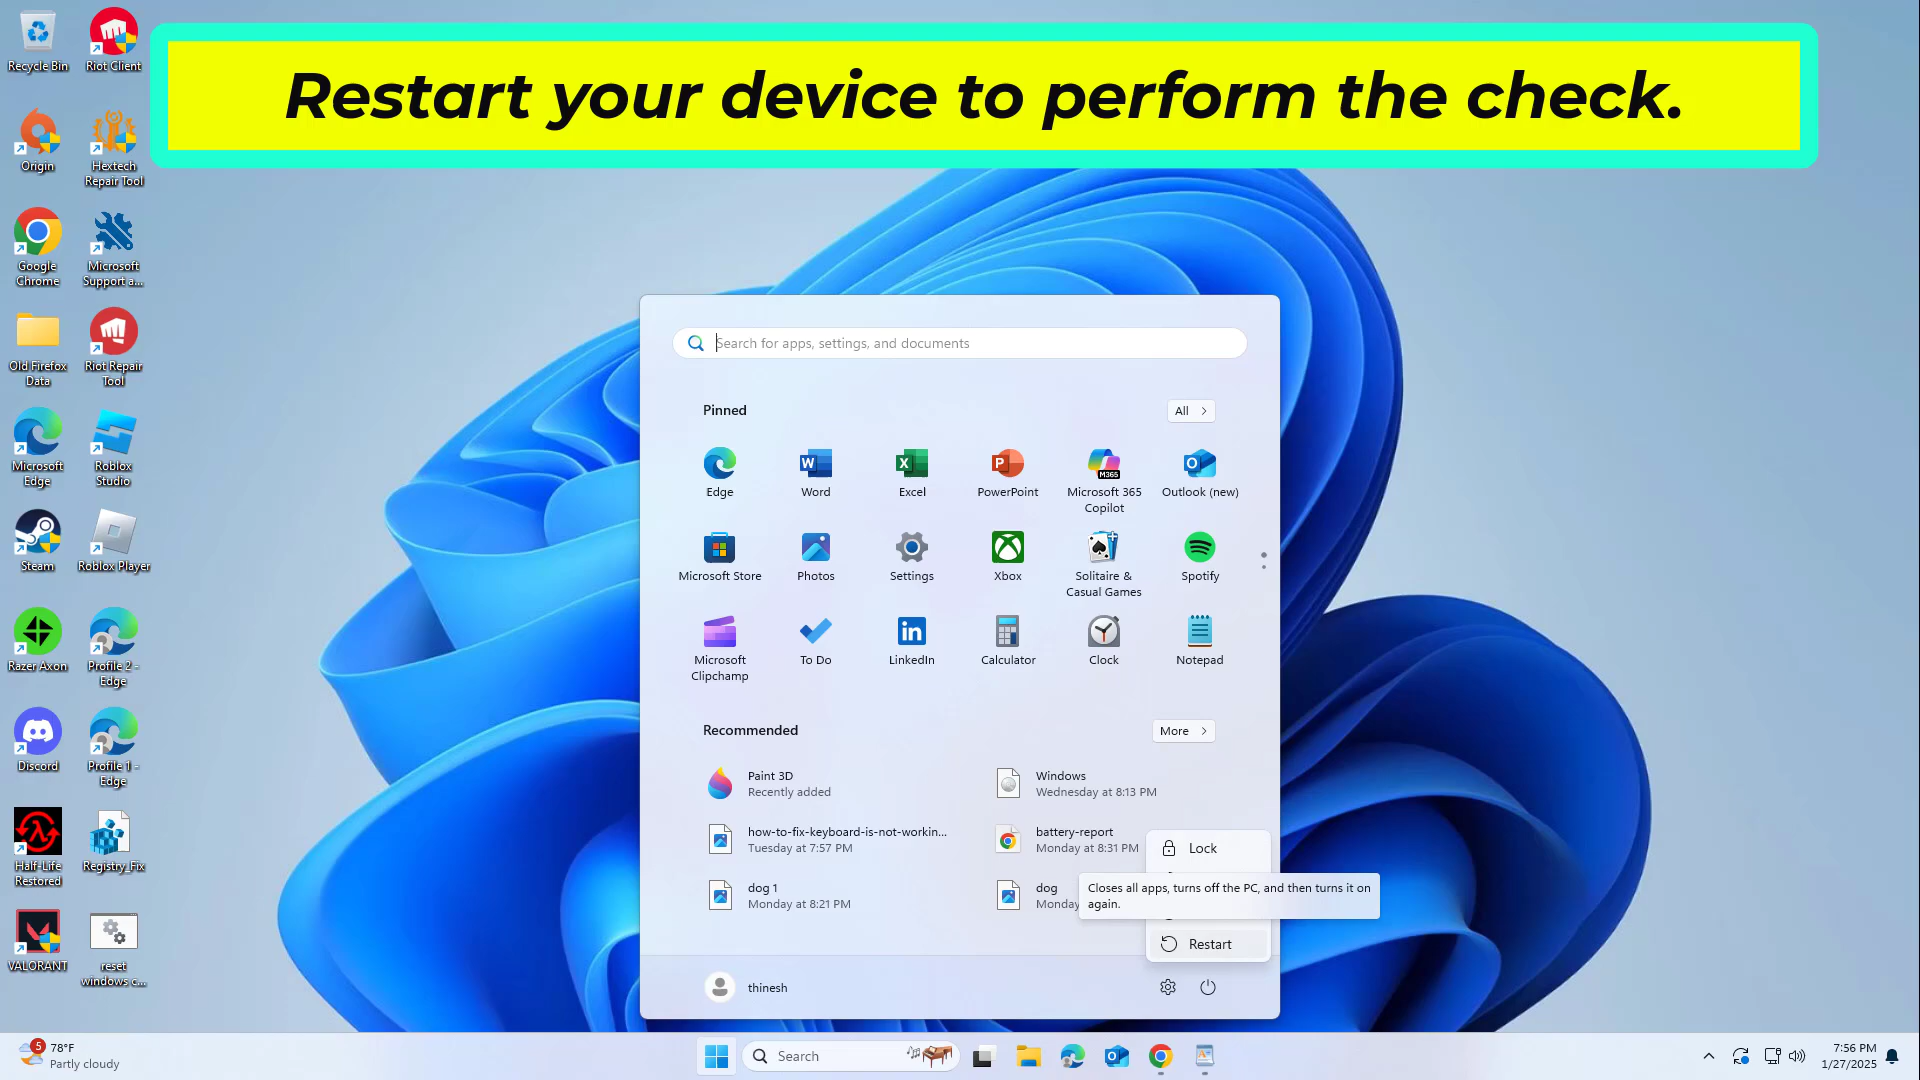 Restart your device to perform the check.
Recycle Bin
Riot Client
Origin
Hextech
Repair Tool
Google
Chrome
Microsoft
Support a...
Old Firefox
Data
Riot Repair
Tool
Microsoft
Edge
Roblox
Studio
Steam
Roblox Player
Razer Axon
Profile 2 -
Edge
Discord
Profile 1 -
Edge
Half-Life
Restored
Registry_Fix
VALORANT
reset
windows c...
Search for apps, settings, and documents
Pinned
All
Edge
Word
Excel
PowerPoint
M365
Microsoft 365
Copilot
Outlook (new)
Microsoft Store
Photos
Settings
Xbox
Solitaire &
Casual Games
Spotify
Microsoft
Clipchamp
To Do
LinkedIn
Calculator
Clock
Notepad
Recommended
More
Paint 3D
Recently added
Windows
Wednesday at 8:13 PM
how-to-fix-keyboard-is-not-workin...
Tuesday at 7:57 PM
battery-report
Monday at 8:31 PM
dog 1
Monday at 8:21 PM
dog
Monda
Lock
Closes all apps, turns off the PC, and then turns it on
again.
Restart
thinesh
5
78°F
Partly cloudy
Search
7:56 PM
1/27/2025